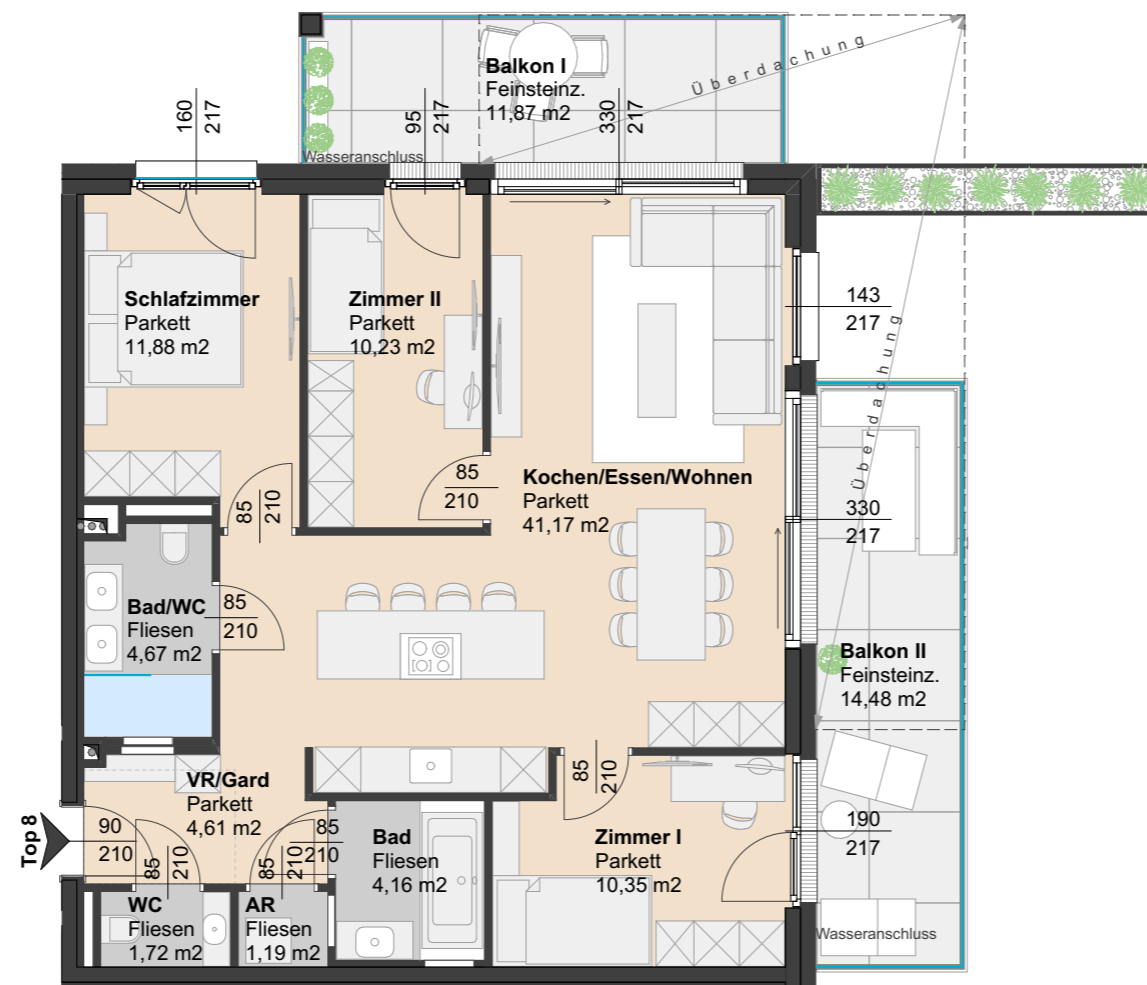 Balkon I
Feinsteinz.
11,87 m2
Überdachung
160
217
95
217
330
217
Wasseranschluss
Schlafzimmer
Parkett
11,88 m2
Zimmer II
Parkett
10,23 m2
143
217
Überdachung
85
210
85
210
Kochen/Essen/Wohnen
Parkett
41,17 m2
330
217
Bad/WC
Fliesen
4,67 m2
85
210
Balkon II
Feinsteinz.
14,48 m2
VR/Gard
Parkett
4,61 m2
85
210
Top 8
90
210
85
210
85
210
85
210
Bad
Fliesen
4,16 m2
Zimmer I
Parkett
10,35 m2
190
217
WC
Fliesen
1,72 m2
AR
Fliesen
1,19 m2
Wasseranschluss